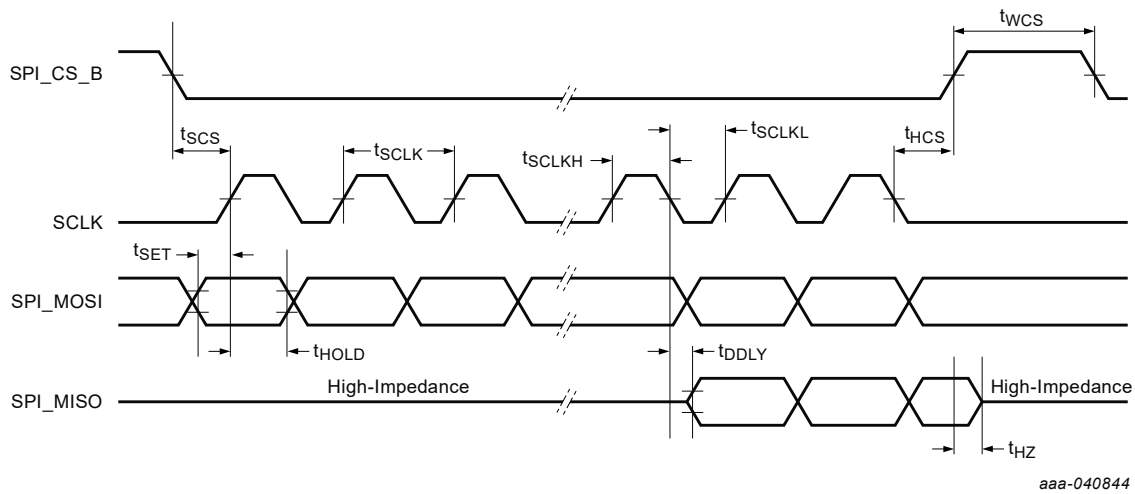 tWCS
SPI_CS_B
tSCS
tSCLK
tSCLKH
tSCLKL
tHCS
SCLK
tSET
SPI_MOSI
tHOLD
tDDLY
High-Impedance
High-Impedance
SPI_MISO
tHZ
aaa-040844